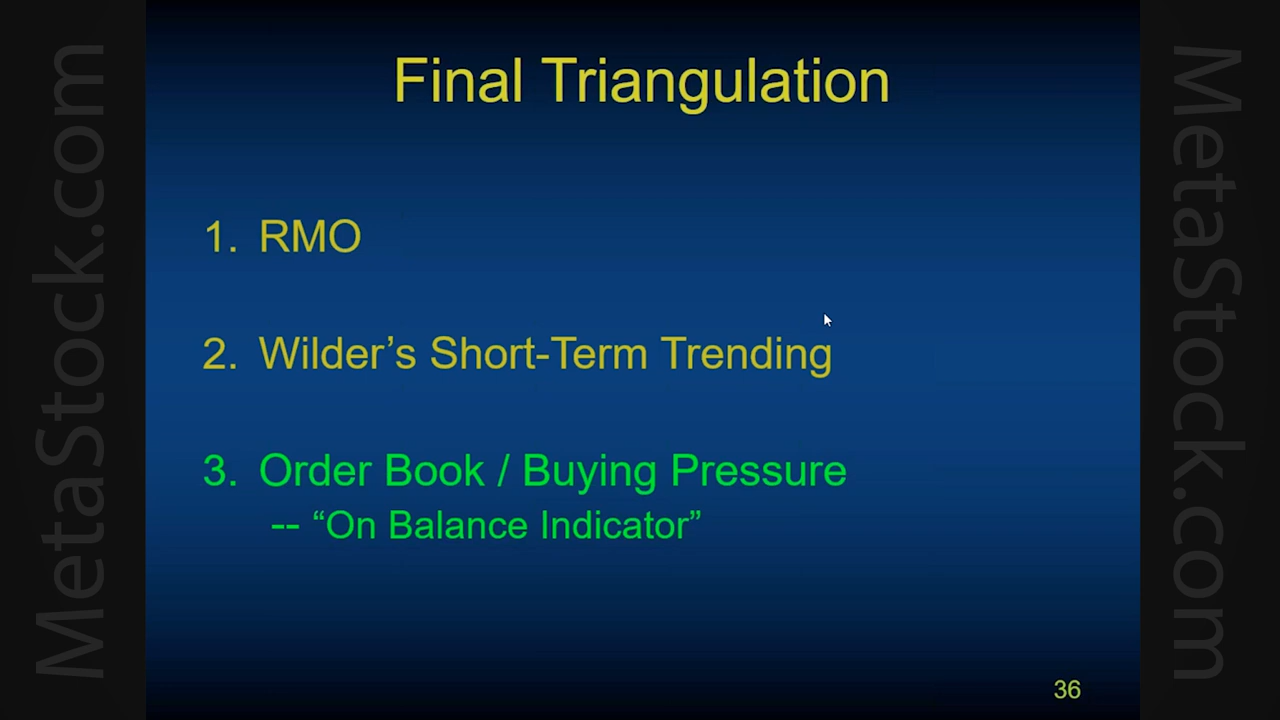 MetaStock.com
Final Triangulation
1. RMO
2. Wilder’s Short-Term Trending
3. Order Book / Buying Pressure
-- “On Balance Indicator”
36
MetaStock.com